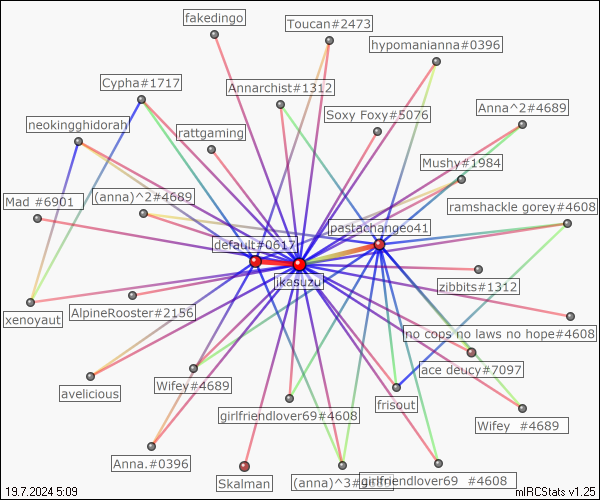 fakedingo
Toucan#2473
hypomanianna#0396
Cypha#1717
Annarchist#1312
Anna^2#4689
Soxy Foxy#5076
neokingghidorah
rattgaming
Mushy#1984
Mad #6901
(anna)^2#4689
ramshackle gorey#4608
pastachangeo41
default#0617
jkasuzu
zibbits#1312
AlpineRooster#2156
xenoyaut
no cops no laws no hope#4608
ace deucy#7097
avelicious
Wifey#4689
frisout
girlfriendlover69#4608
Wifey #4689
Anna.#0396
Skalman
(anna)^3#
girlfriendlover69 #4608
19.7.2024 5:09
mIRCStats v1.25